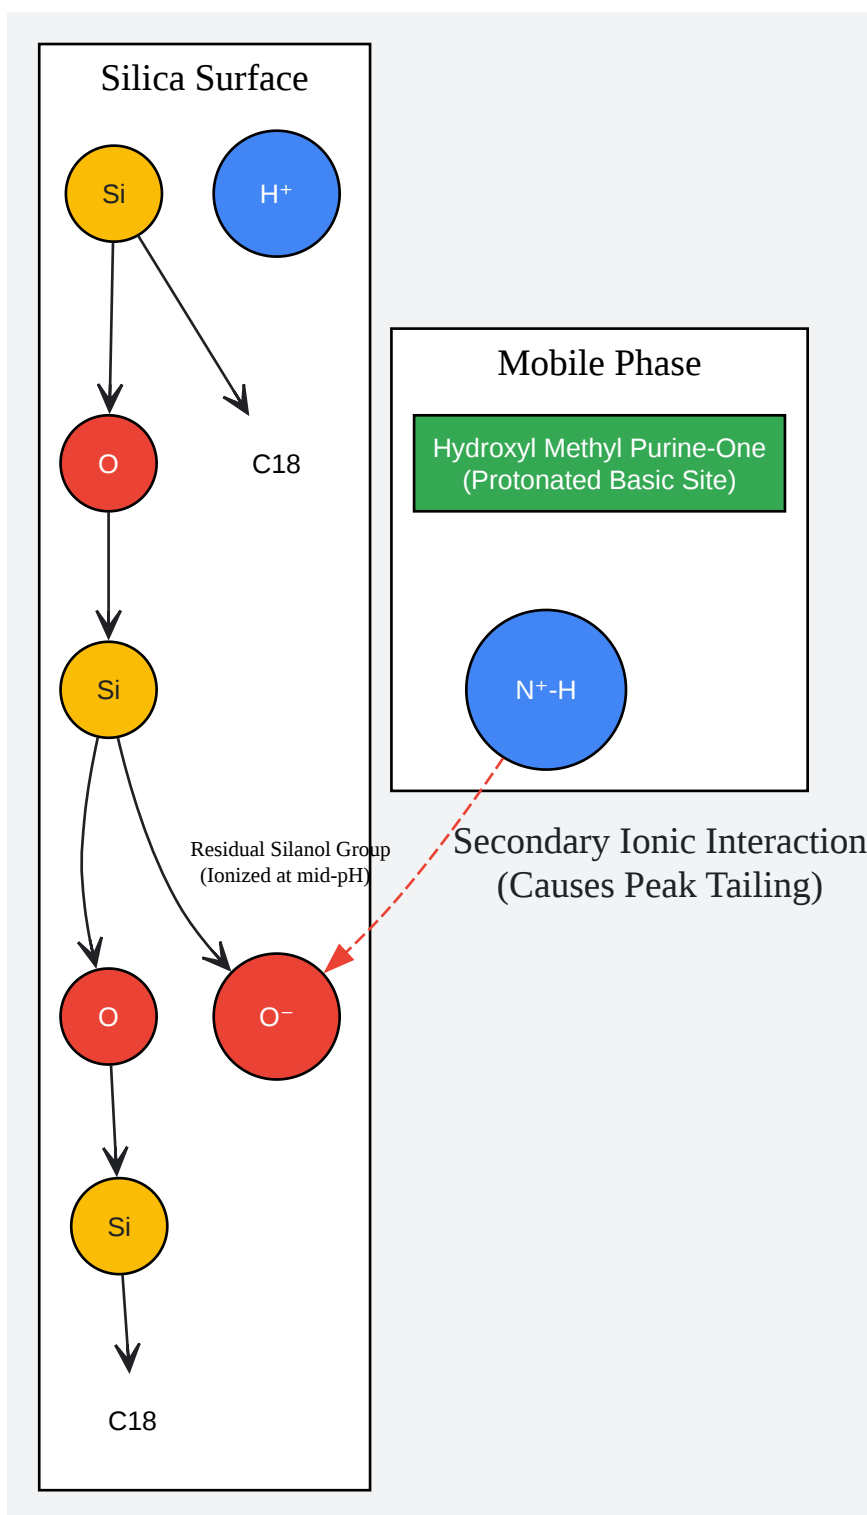 Silica Surface
Si
H⁺
C18
O
Si
Residual Silanol Group
(Ionized at mid-pH)
O
O⁻
Si
C18
Mobile Phase
Hydroxyl Methyl Purine-One
(Protonated Basic Site)
N⁺-H
Secondary Ionic Interaction
(Causes Peak Tailing)